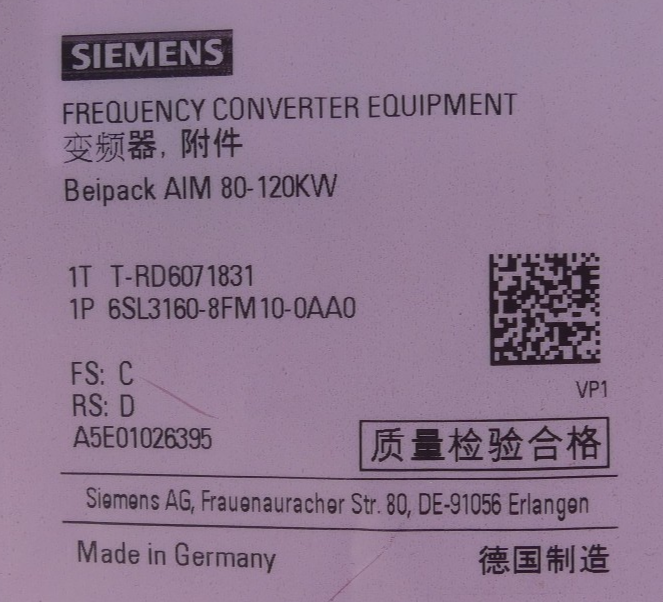 SIEMENS
FREQUENCY CONVERTER EQUIPMENT
变频器, 附件
Beipack AIM 80-120KW
1T T-RD6071831
1P 6SL3160-8FM10-0AA0
FS: C
RS: D
VP1
A5E01026395
质量检验合格
Siemens AG, Frauenauracher Str. 80, DE-91056 Erlangen
Made in Germany 德国制造